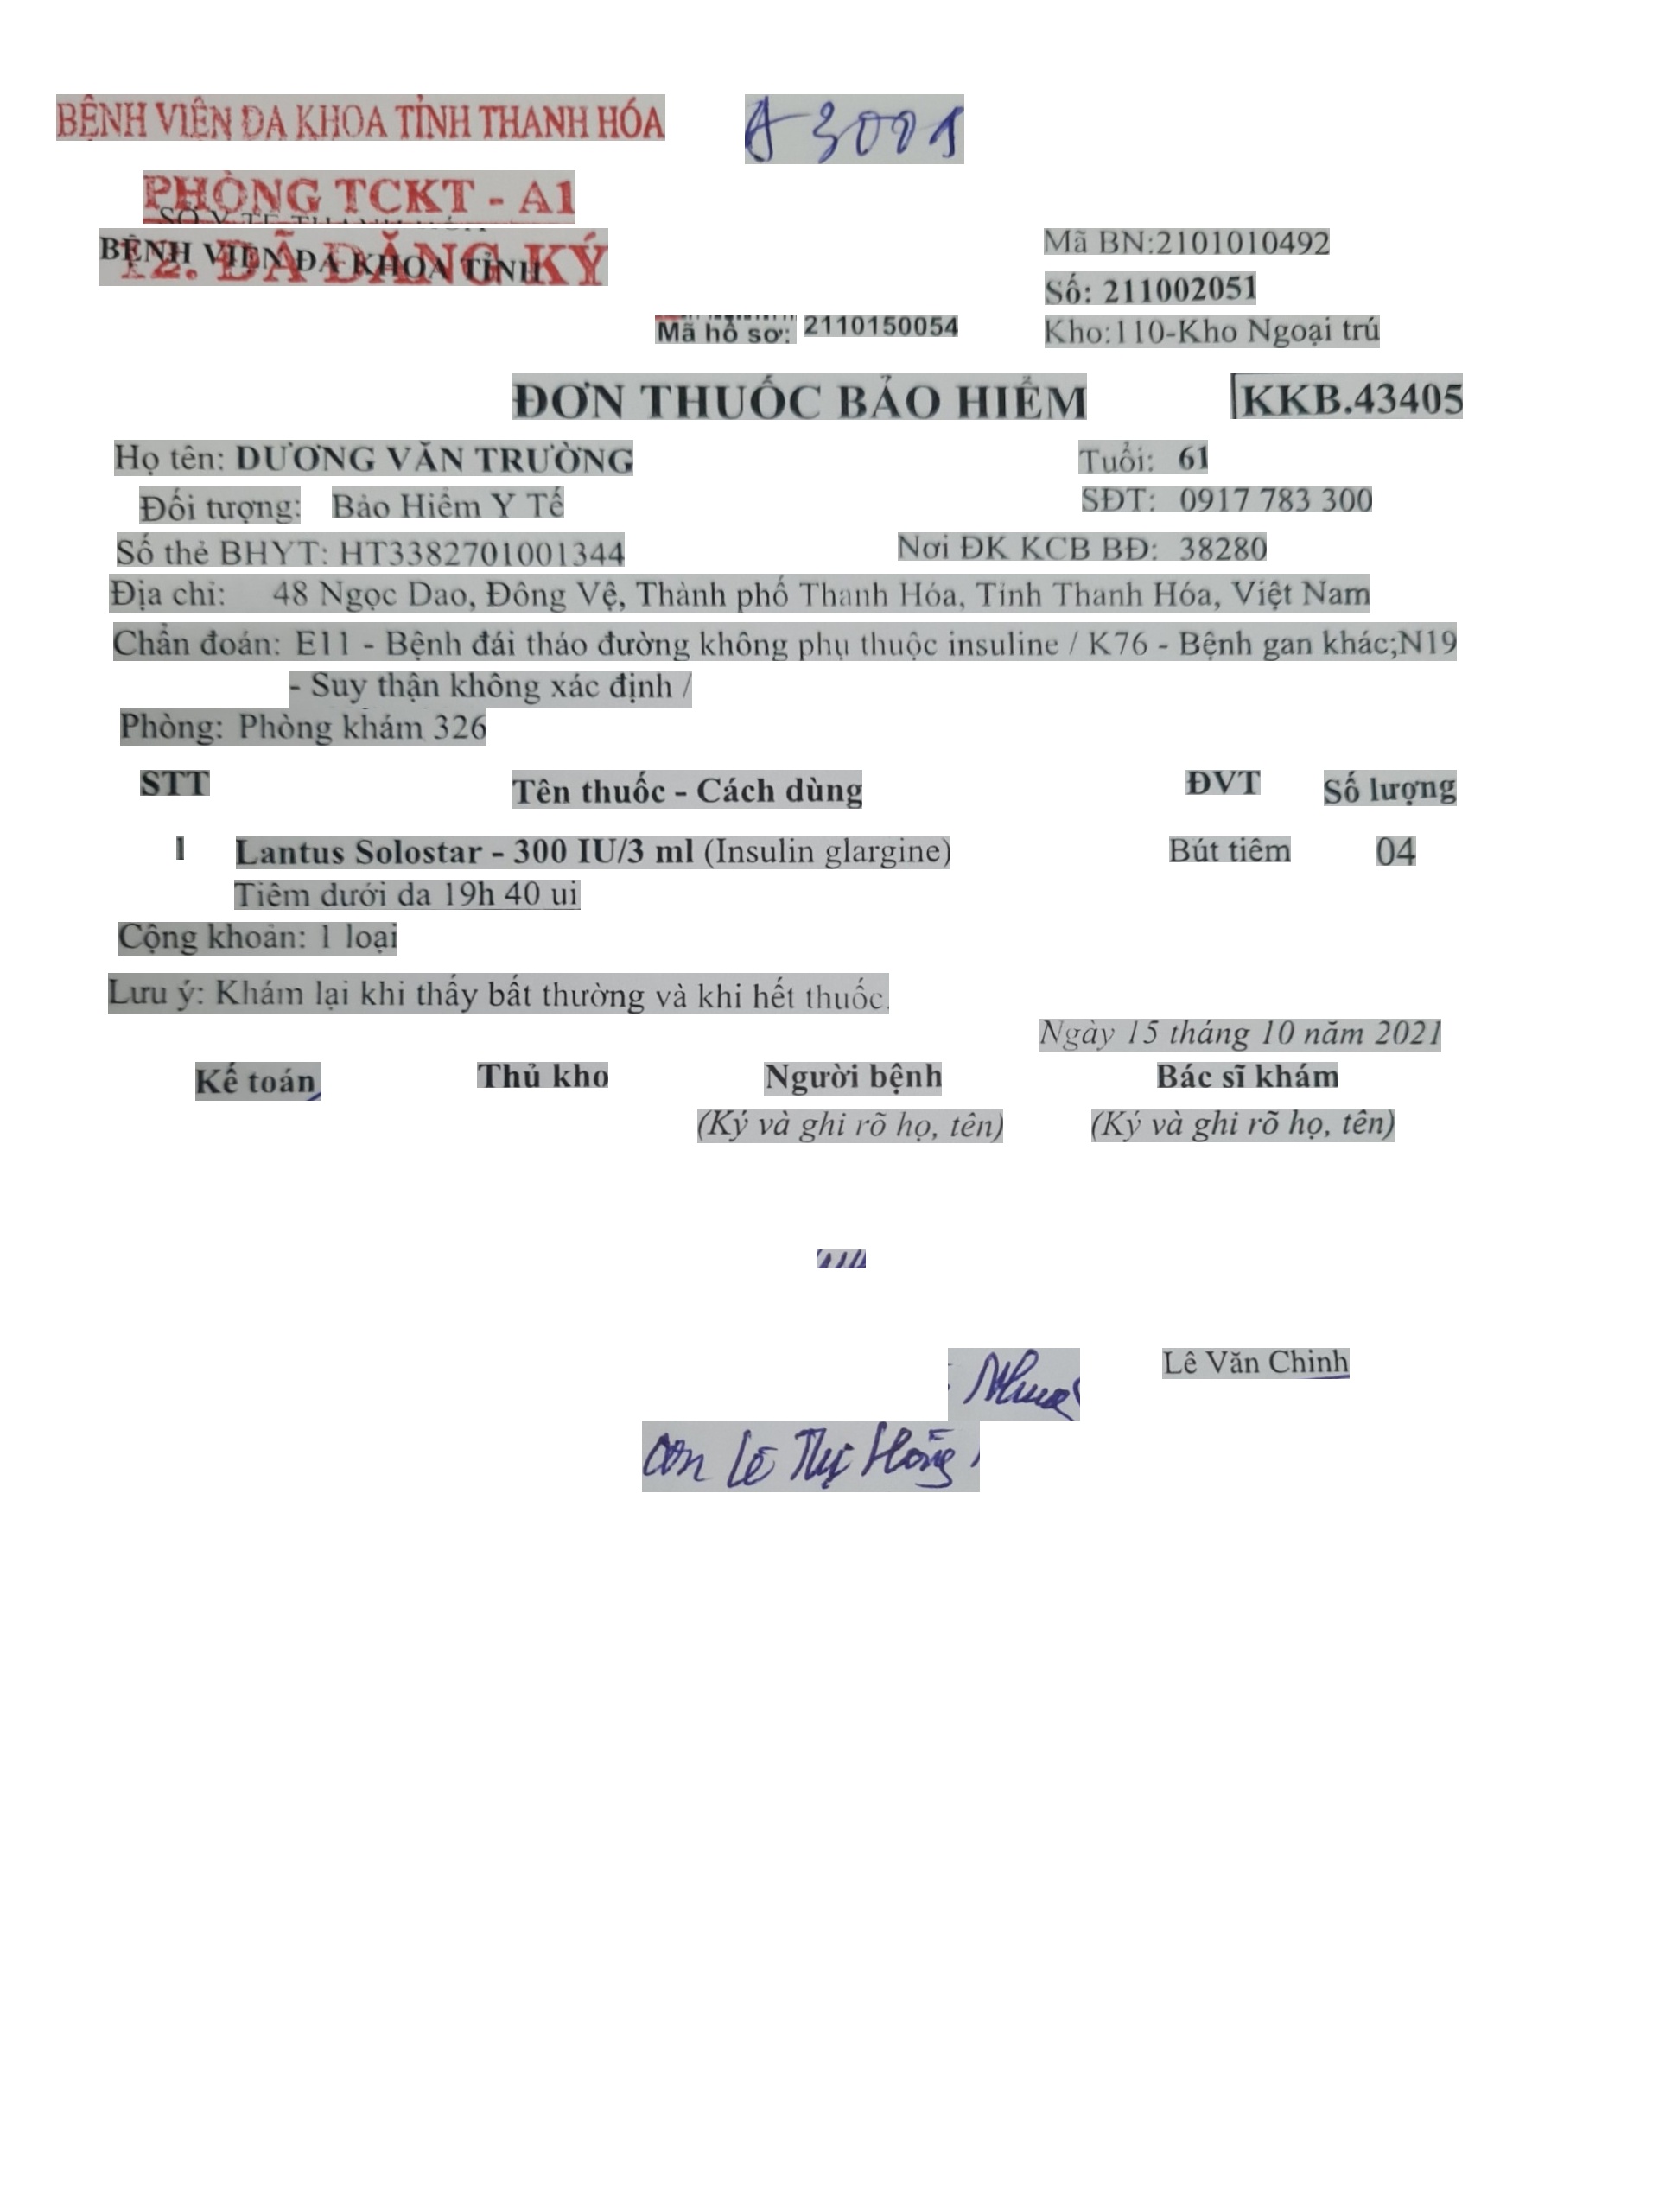 BỆNH VIỆN ĐA KHOA TỈNH THANH HÓA
PHÒNG TCKT - A1
BỆNH VIỆN ĐA KHOA TỈNH
12. ĐÃ ĐĂNG KÝ
Mã BN:2101010492
Số: 211002051
Mã hồ sơ: 2110150054 Kho:110-Kho Ngoại trú
ĐƠN THUỐC BẢO HIỂM KKB.43405
Họ tên: DƯƠNG VĂN TRƯỜNG Tuổi: 61
Đối tượng: Bảo Hiểm Y Tế SĐT: 0917 783 300
Số thẻ BHYT: HT3382701001344 Nơi ĐK KCB BĐ: 38280
Địa chỉ: 48 Ngọc Dao, Đông Vệ, Thành phố Thanh Hóa, Tỉnh Thanh Hóa, Việt Nam
Chẩn đoán: E11 - Bệnh đái tháo đường không phụ thuộc insuline / K76 - Bệnh gan khác;N19
- Suy thận không xác định /
Phòng: Phòng khám 326
STT Tên thuốc - Cách dùng ĐVT Số lượng
1 Lantus Solostar - 300 IU/3 ml (Insulin glargine) Bút tiêm 04
Tiêm dưới da 19h 40 ui
Cộng khoản: 1 loại
Lưu ý: Khám lại khi thấy bất thường và khi hết thuốc.
Ngày 15 tháng 10 năm 2021
Kế toán Thủ kho Người bệnh Bác sĩ khám
(Ký và ghi rõ họ, tên) (Ký và ghi rõ họ, tên)
Lê Văn Chinh
Lê Thị Hồng